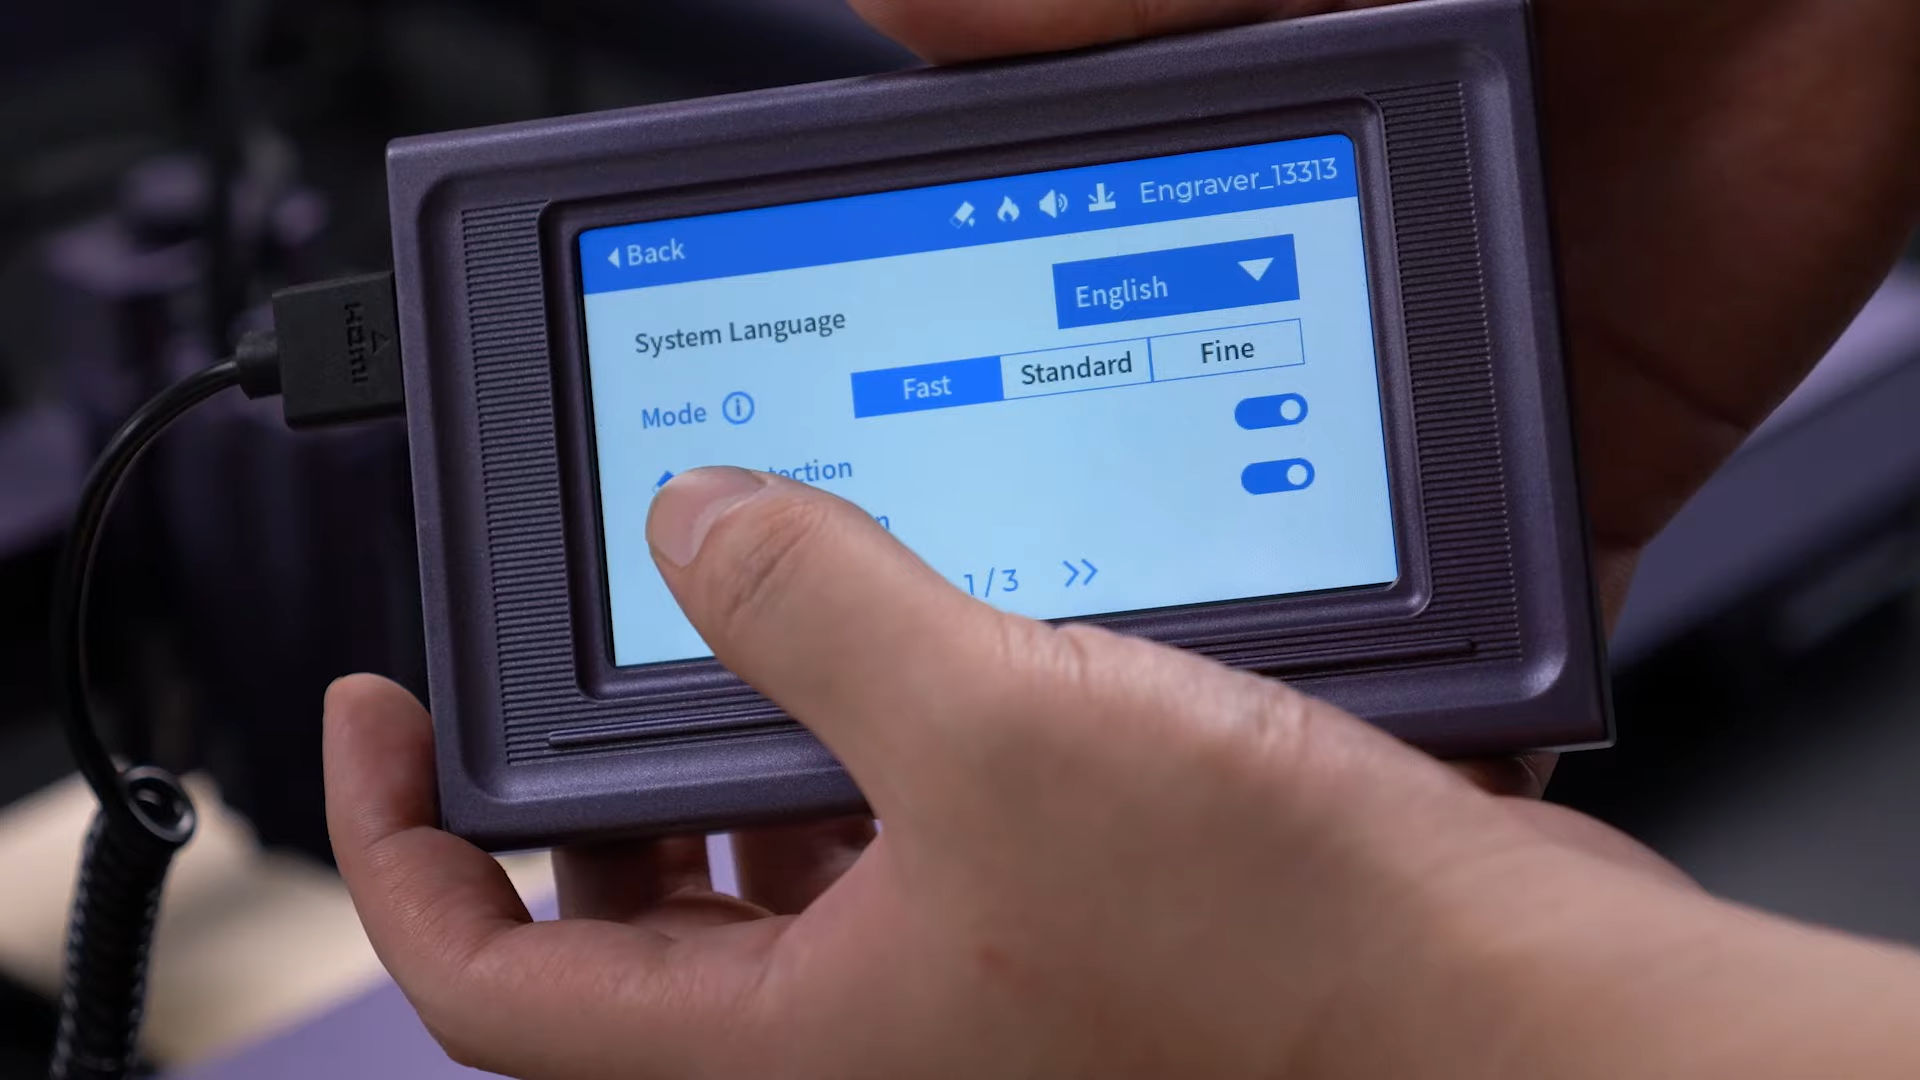 Back
Engraver_13313
System Language
English
Mode
Fast
Standard
Fine
1/3
HDMI